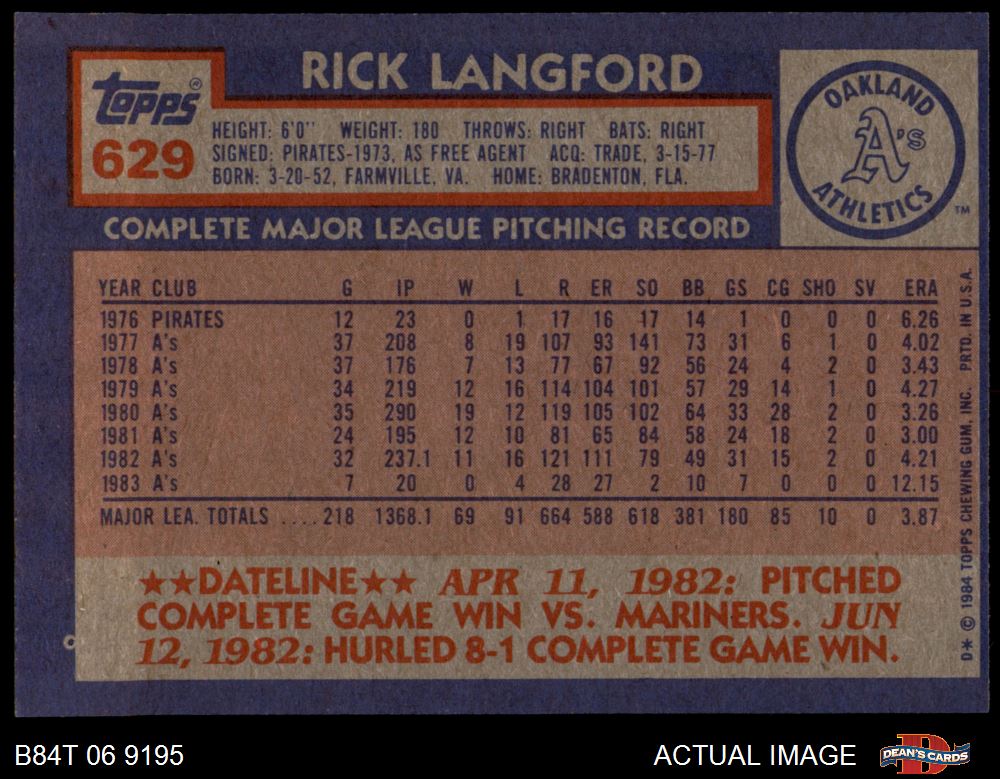 RICK LANGFORD
topps®
629
HEIGHT: 6'0" WEIGHT: 180 THROWS: RIGHT BATS: RIGHT
SIGNED: PIRATES-1973, AS FREE AGENT ACQ: TRADE, 3-15-77
BORN: 3-20-52, FARMVILLE, VA. HOME: BRADENTON, FLA.
OAKLAND
A's
ATHLETICS
TM
COMPLETE MAJOR LEAGUE PITCHING RECORD
YEAR CLUB G IP W L R ER SO BB GS CG SHO SV ERA
1976 PIRATES 12 23 0 1 17 16 17 14 1 0 0 0 6.26
1977 A's 37 208 8 19 107 93 141 73 31 6 1 0 4.02
1978 A's 37 176 7 13 77 67 92 56 24 4 2 0 3.43
1979 A's 34 219 12 16 114 104 101 57 29 14 1 0 4.27
1980 A's 35 290 19 12 119 105 102 64 33 28 2 0 3.26
1981 A's 24 195 12 10 81 65 84 58 24 18 2 0 3.00
1982 A's 32 237.1 11 16 121 111 79 49 31 15 2 0 4.21
1983 A's 7 20 0 4 28 27 2 10 7 0 0 0 12.15
MAJOR LEA. TOTALS ....218 1368.1 69 91 664 588 618 381 180 85 10 0 3.87
★★DATELINE★★ APR 11, 1982: PITCHED
COMPLETE GAME WIN VS. MARINERS. JUN
12, 1982: HURLED 8-1 COMPLETE GAME WIN.
D* © 1984 TOPPS CHEWING GUM, INC. PRTD. IN U.S.A.
B84T 06 9195
ACTUAL IMAGE
DEAN'S CARDS